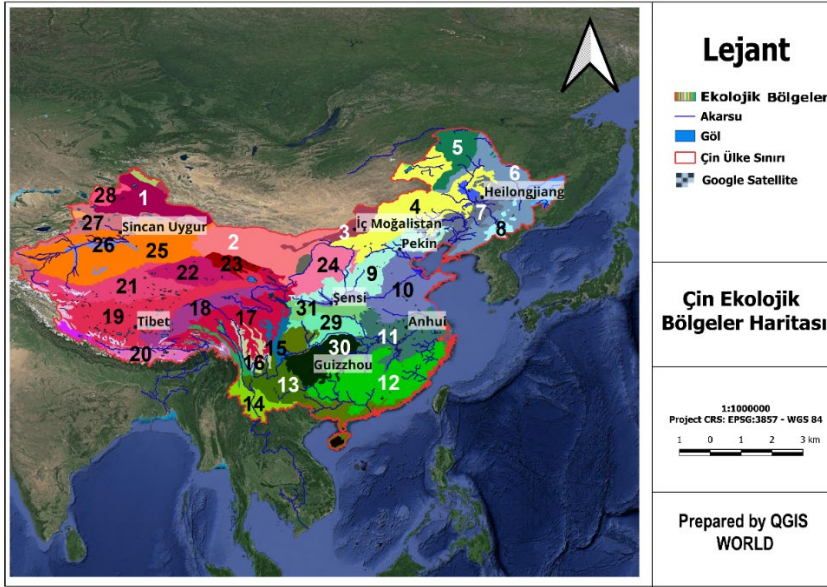 5
6
Heilongjiang
28
1
4
7
27
Sincan Uygur
2
3
İç Moğalistan
8
26
25
Pekin
23
24
9
22
21
10
31
Şensi
18
17
19
Tibet
29
Anhui
11
15
30
20
16
Guizzhou
13
12
14
Lejant
Ekolojik Bölgeler
Akarsu
Göl
Çin Ülke Sınırı
Google Satellite
Çin Ekolojik
Bölgeler Haritası
1:1000000
Project CRS: EPSG:3857 - WGS 84
1 0 1 2 3 km
Prepared by QGIS
WORLD